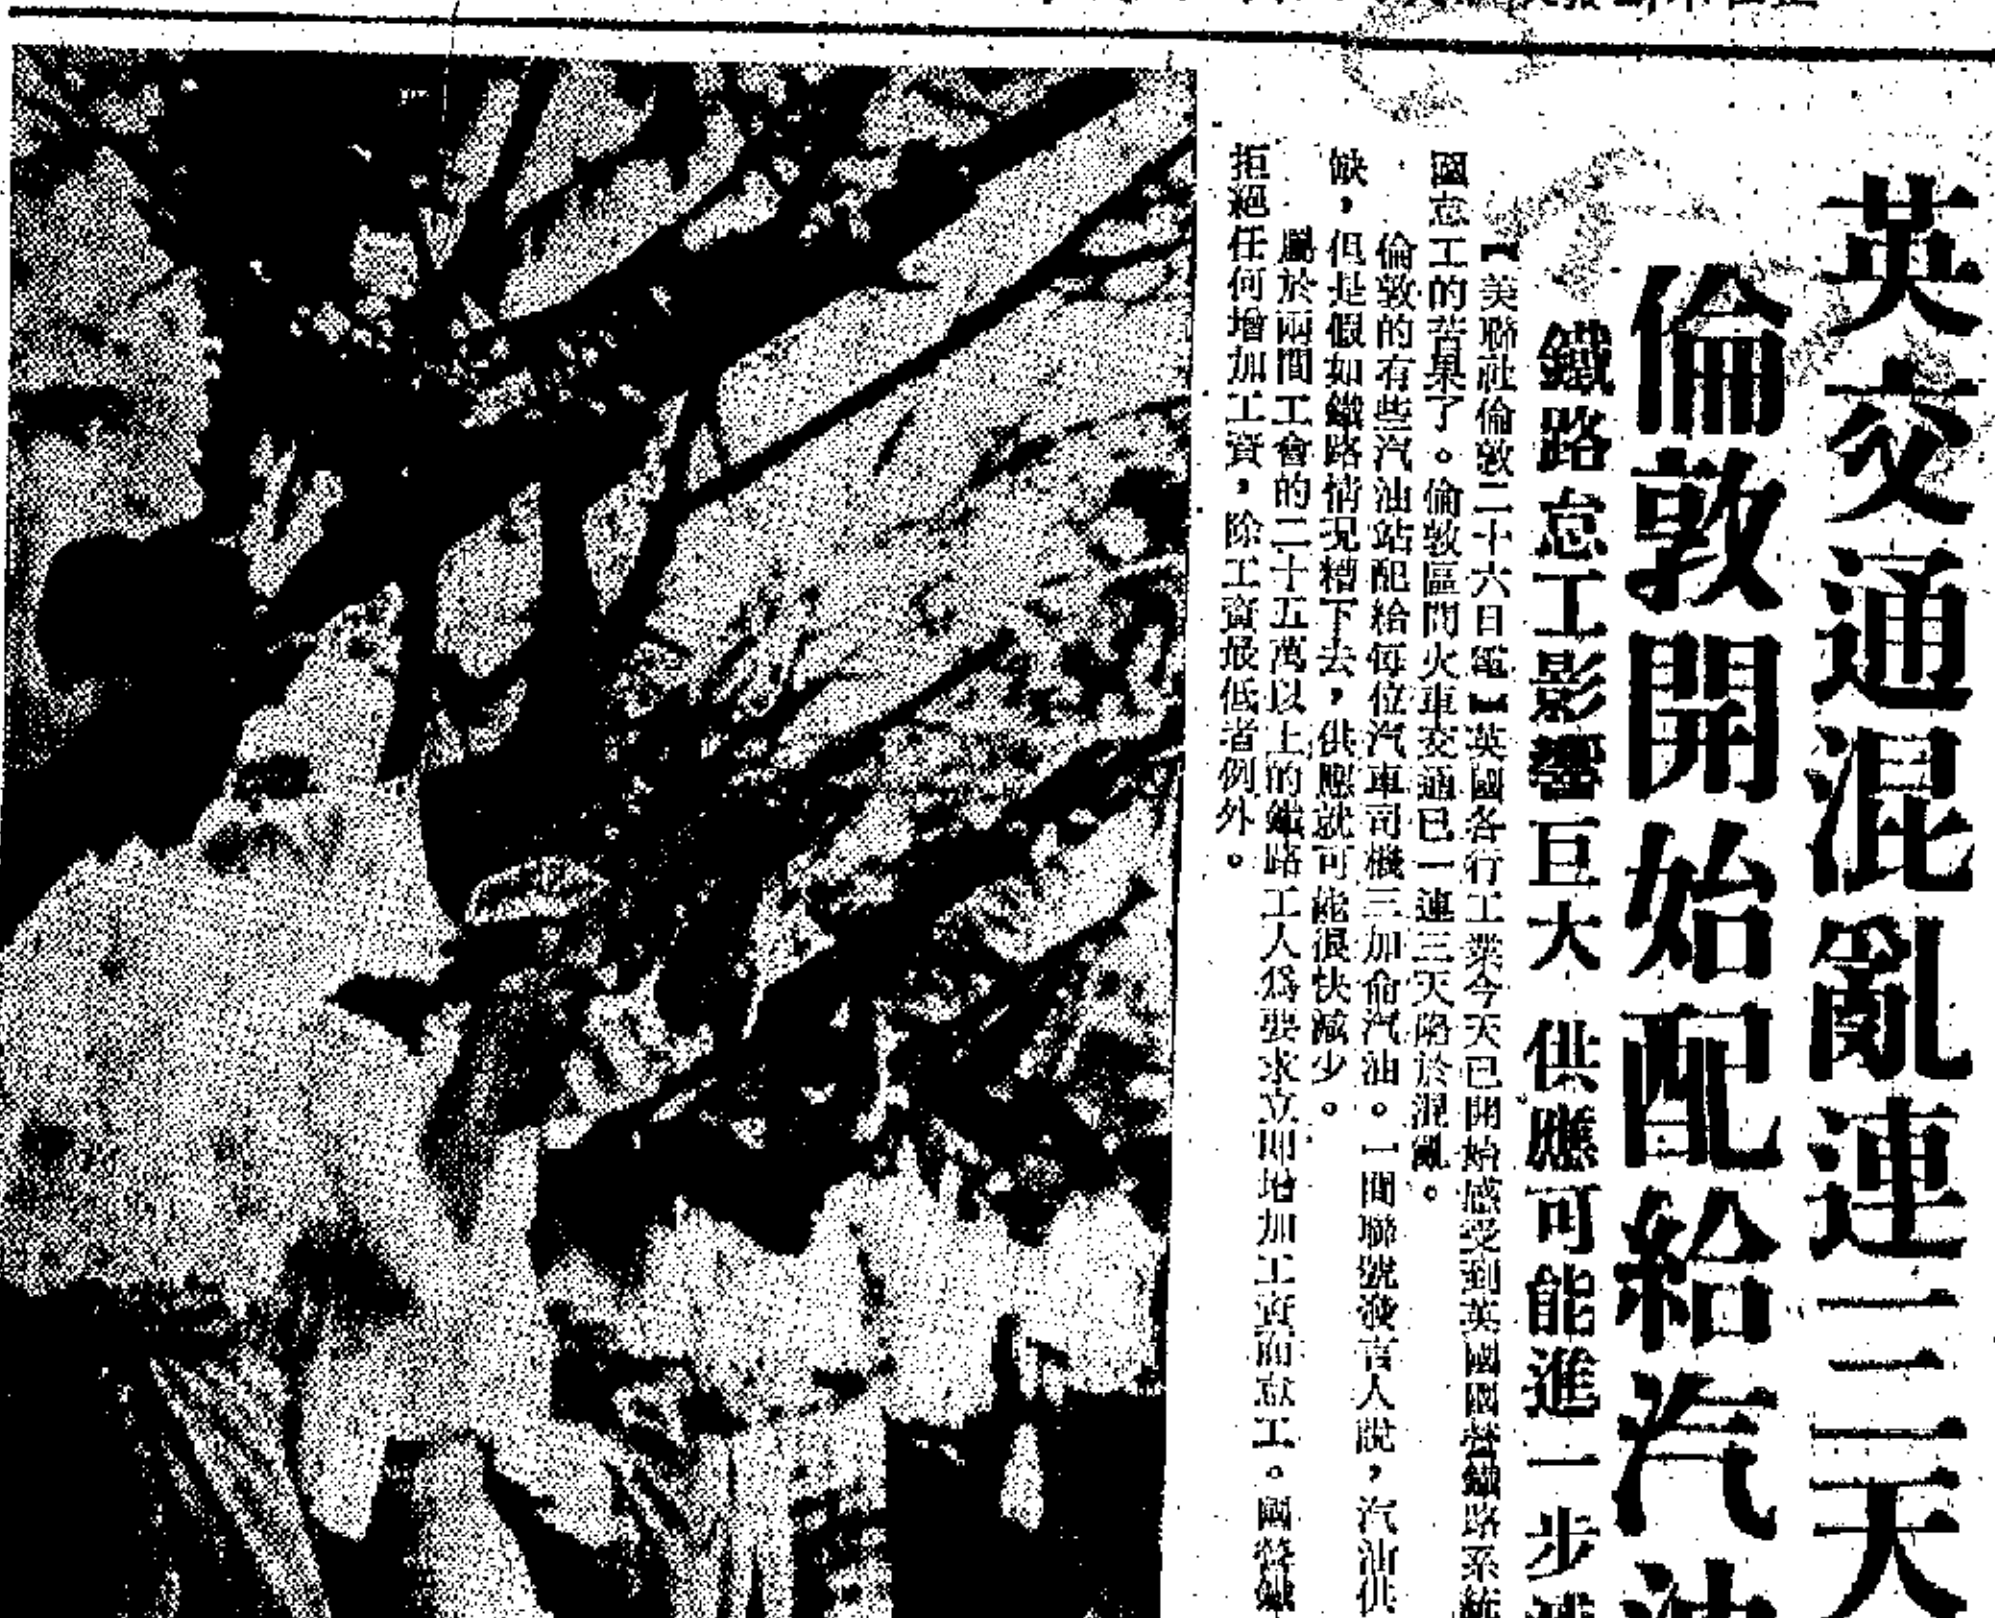 英交通混亂連三天
倫敦開始配給汽油
鐵路怠工影響巨大 供應可能進一步
【美聯社倫敦二十六日電】英國各行工業今天已開始感受到英國國營鐵路系統
國怠工的苦果了。倫敦區間火車交通已一連三天陷於混亂。
倫敦的有些汽油站配給每位汽車司機三加侖汽油。一間聯號發言人說，汽油供
缺，但是假如鐵路情況糟下去，供應就可能很快減少。
屬於兩間工會的二十五萬以上的鐵路工人為要求立即增加工資而怠工。國營鐵
拒絕任何增加工資，除工資最低者例外。